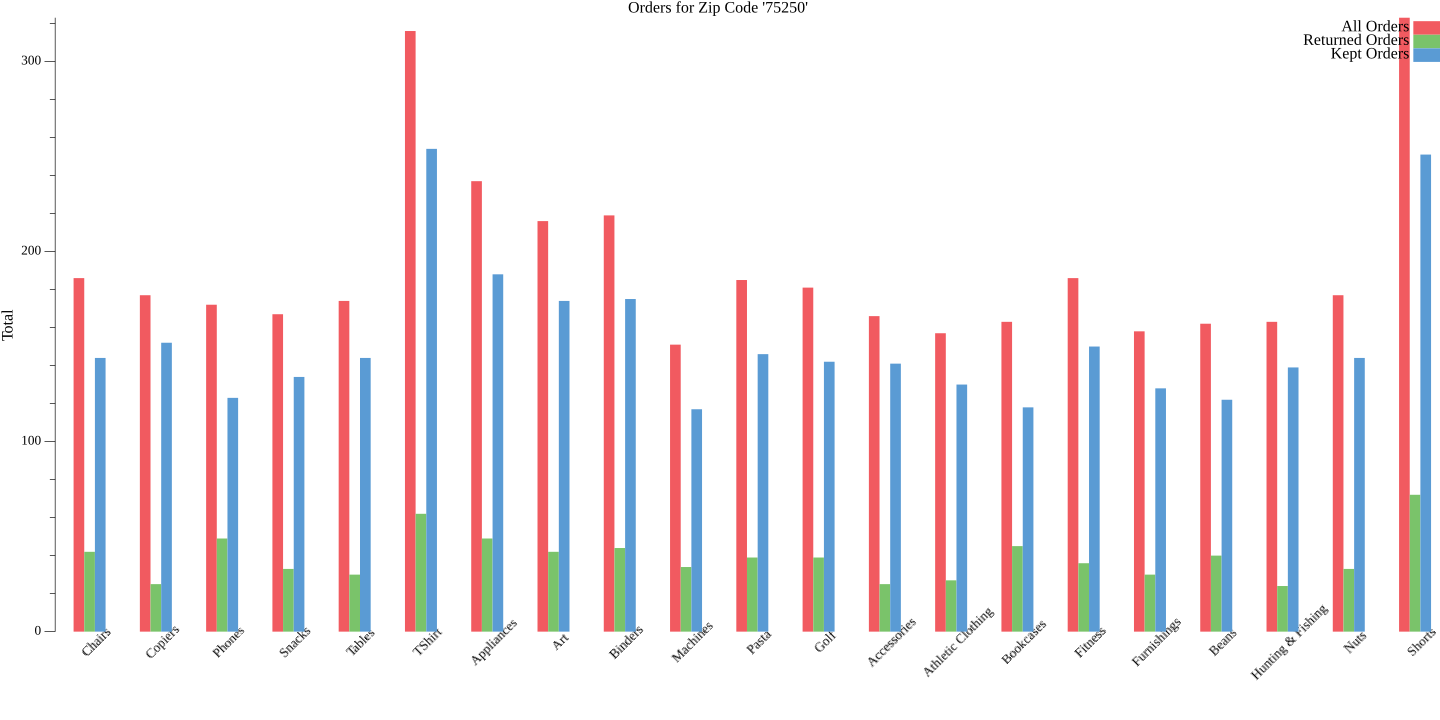 Orders for Zip Code '75250'
All Orders
Returned Orders
Kept Orders
Total
300
200
100
0
Chairs
Copiers
Phones
Snacks
Tables
TShirt
Appliances
Art
Binders
Machines
Pasta
Golf
Accessories
Athletic Clothing
Bookcases
Fitness
Furnishings
Beans
Hunting & Fishing
Nuts
Shorts